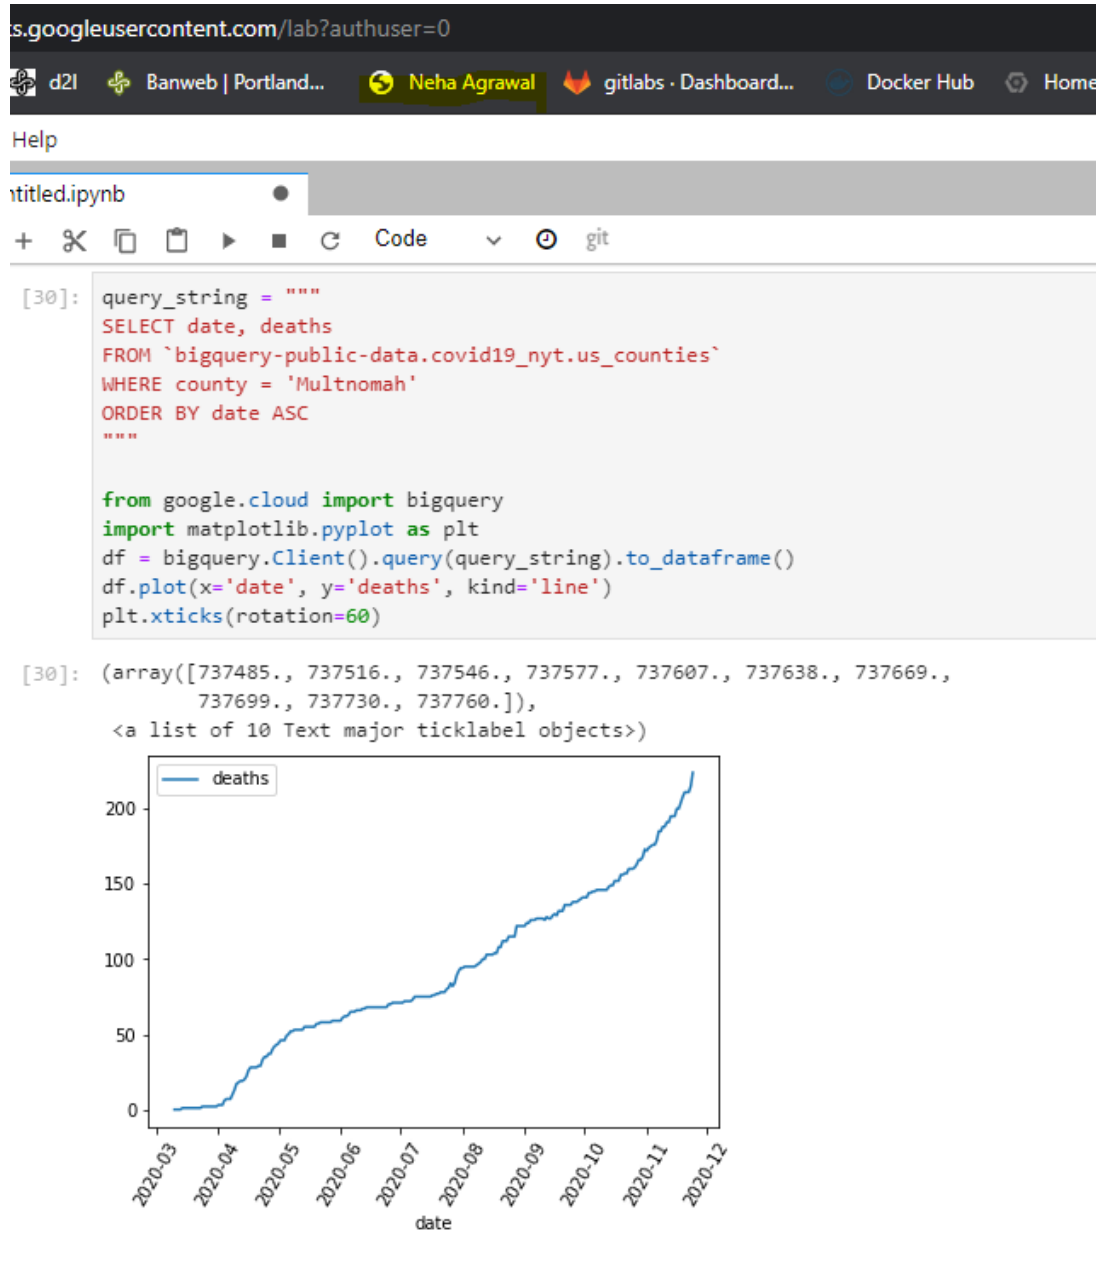 ts.googleusercontent.com/lab?authuser=0
d2l Banweb | Portland... Neha Agrawal gitlabs · Dashboard... Docker Hub Home
Help
ntitled.ipynb
Code git
[30]: query_string = """
SELECT date, deaths
FROM `bigquery-public-data.covid19_nyt.us_counties`
WHERE county = 'Multnomah'
ORDER BY date ASC
"""
from google.cloud import bigquery
import matplotlib.pyplot as plt
df = bigquery.Client().query(query_string).to_dataframe()
df.plot(x='date', y='deaths', kind='line')
plt.xticks(rotation=60)
[30]: (array([737485., 737516., 737546., 737577., 737607., 737638., 737669.,
737699., 737730., 737760.]),
<a list of 10 Text major ticklabel objects>)
deaths
200
150
100
50
0
2020-03 2020-04 2020-05 2020-06 2020-07 2020-08 2020-09 2020-10 2020-11 2020-12
date